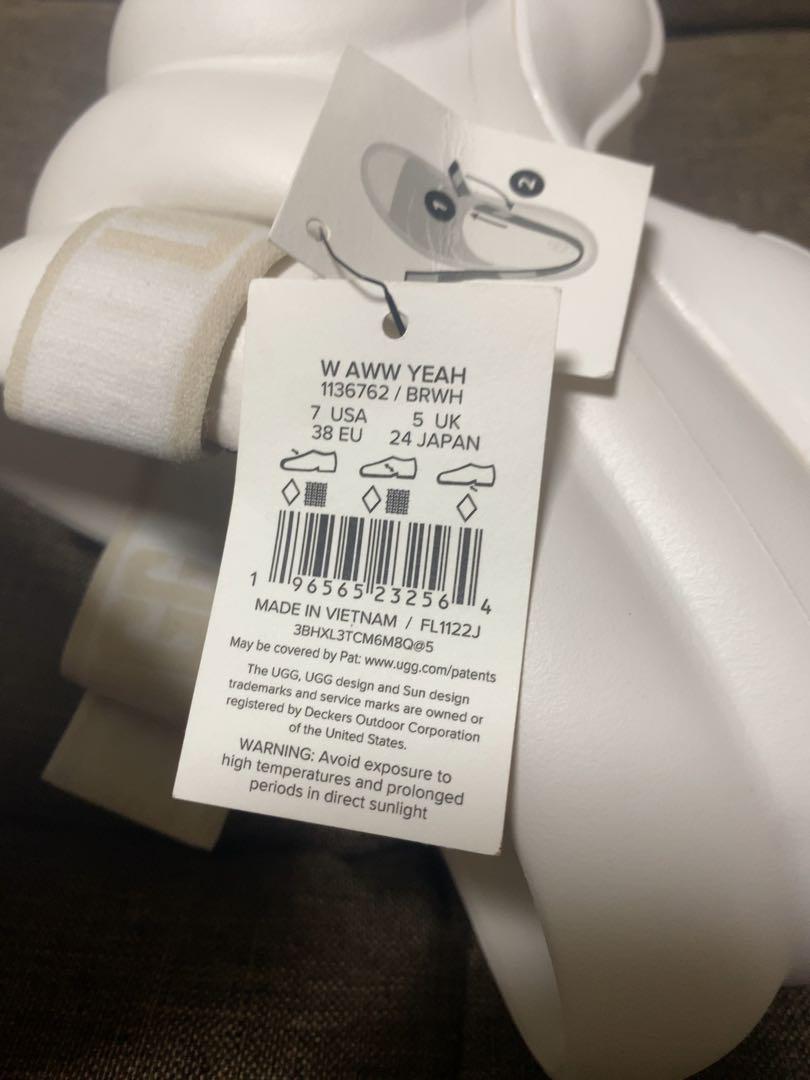 1
2
W AWW YEAH
1136762 / BRWH
7 USA 5 UK
38 EU 24 JAPAN
1 96565 23256 4
MADE IN VIETNAM / FL1122J
3BHXL3TCM6M8Q@5
May be covered by Pat: www.ugg.com/patents
The UGG, UGG design and Sun design
trademarks and service marks are owned or
registered by Deckers Outdoor Corporation
of the United States.
WARNING: Avoid exposure to
high temperatures and prolonged
periods in direct sunlight